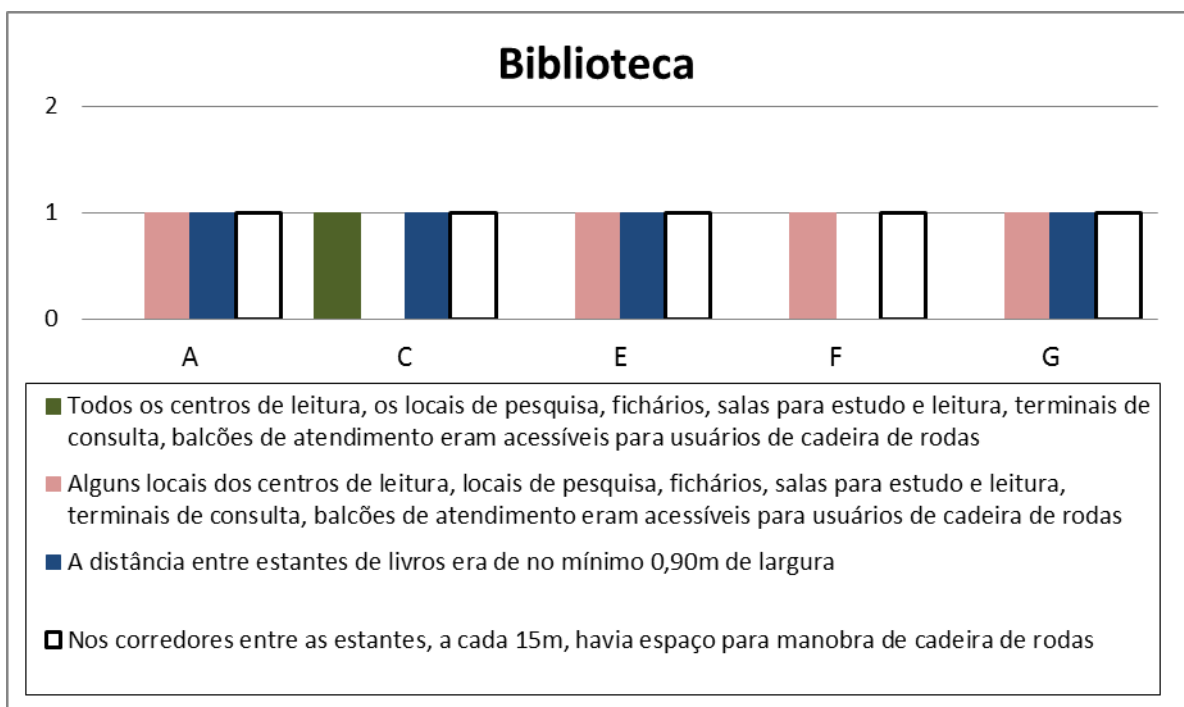 Biblioteca
2
1
0
A C E F G
Todos os centros de leitura, os locais de pesquisa, fichários, salas para estudo e leitura, terminais de
consulta, balcões de atendimento eram acessíveis para usuários de cadeira de rodas
Alguns locais dos centros de leitura, locais de pesquisa, fichários, salas para estudo e leitura,
terminais de consulta, balcões de atendimento eram acessíveis para usuários de cadeira de rodas
A distância entre estantes de livros era de no mínimo 0,90m de largura
Nos corredores entre as estantes, a cada 15m, havia espaço para manobra de cadeira de rodas